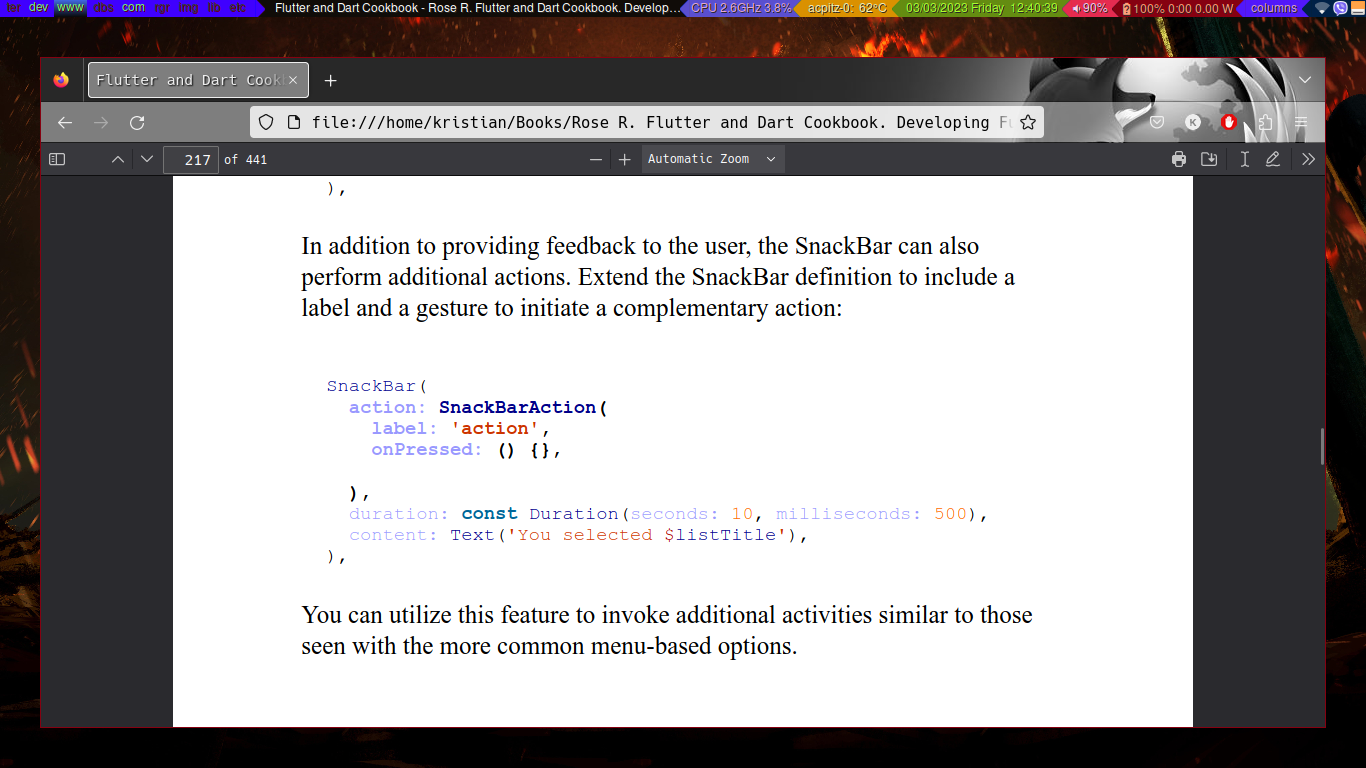 ter dev www dos com rgr img lib etc
Flutter and Dart Cookbook - Rose R. Flutter and Dart Cookbook. Develop...
CPU 2.6GHz 3.8%
acpitz-0: 62°C
03/03/2023 Friday 12:40:39
90%
100% 0:00 0.00 W
columns
Flutter and Dart Cook
file:///home/kristian/Books/Rose R. Flutter and Dart Cookbook. Developing
K
217 of 441
Automatic Zoom
),
In addition to providing feedback to the user, the SnackBar can also
perform additional actions. Extend the SnackBar definition to include a
label and a gesture to initiate a complementary action:
SnackBar(
action: SnackBarAction(
label: 'action',
onPressed: () {},
),
duration: const Duration(seconds: 10, milliseconds: 500),
content: Text('You selected $listTitle'),
),
You can utilize this feature to invoke additional activities similar to those
seen with the more common menu-based options.